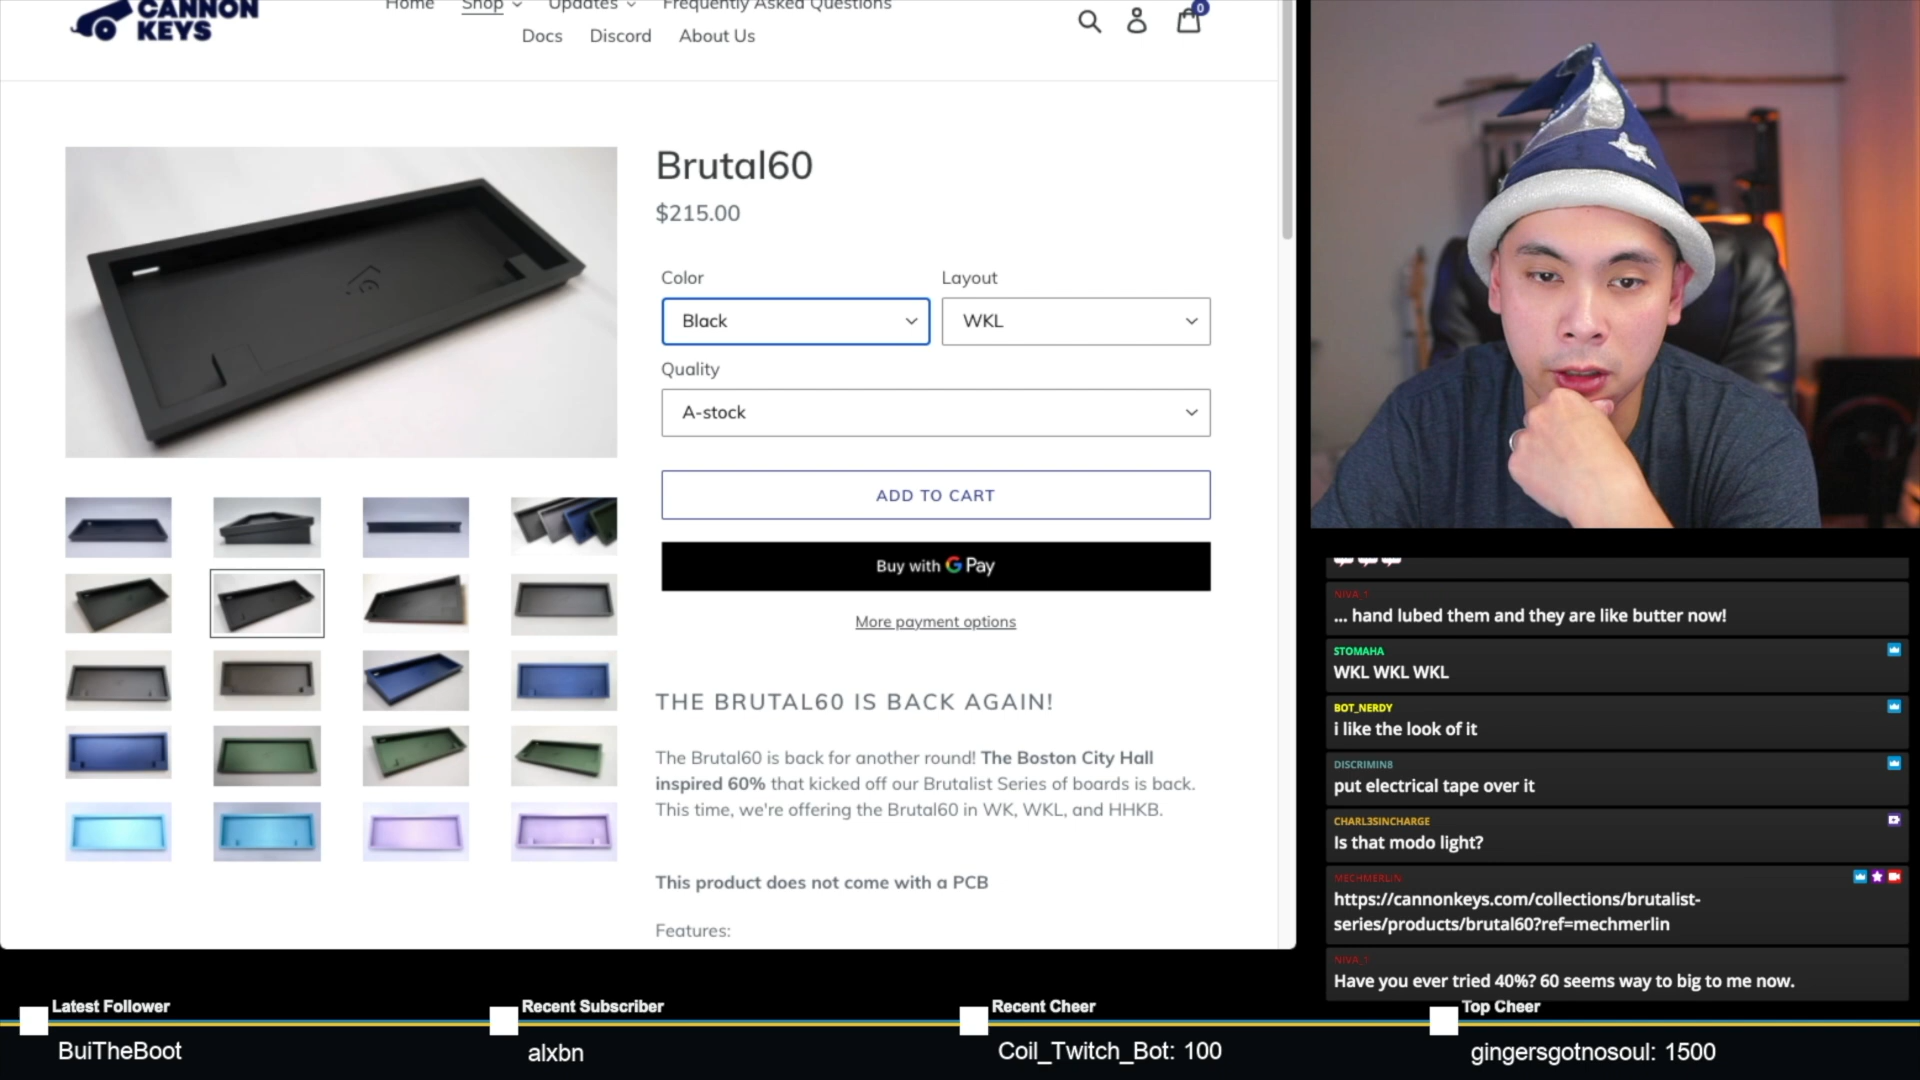 CANNON
KEYS
Home Shop Updates Frequently Asked Questions
Docs Discord About Us
0
Brutal60
$215.00
Color
Layout
Black
WKL
Quality
A-stock
ADD TO CART
Buy with G Pay
More payment options
THE BRUTAL60 IS BACK AGAIN!
The Brutal60 is back for another round! The Boston City Hall
inspired 60% that kicked off our Brutalist Series of boards is back.
This time, we're offering the Brutal60 in WK, WKL, and HHKB.
This product does not come with a PCB
Features:
NIVA_1
... hand lubed them and they are like butter now!
STOMAHA
WKL WKL WKL
BOT_NERDY
i like the look of it
DISCRIMIN8
put electrical tape over it
CHARL3SINCHARGE
Is that modo light?
MECHMERLIN
https://cannonkeys.com/collections/brutalist-
series/products/brutal60?ref=mechmerlin
NIVA_1
Have you ever tried 40%? 60 seems way to big to me now.
Latest Follower
BuiTheBoot
Recent Subscriber
alxbn
Recent Cheer
Coil_Twitch_Bot: 100
Top Cheer
gingersgotnosoul: 1500